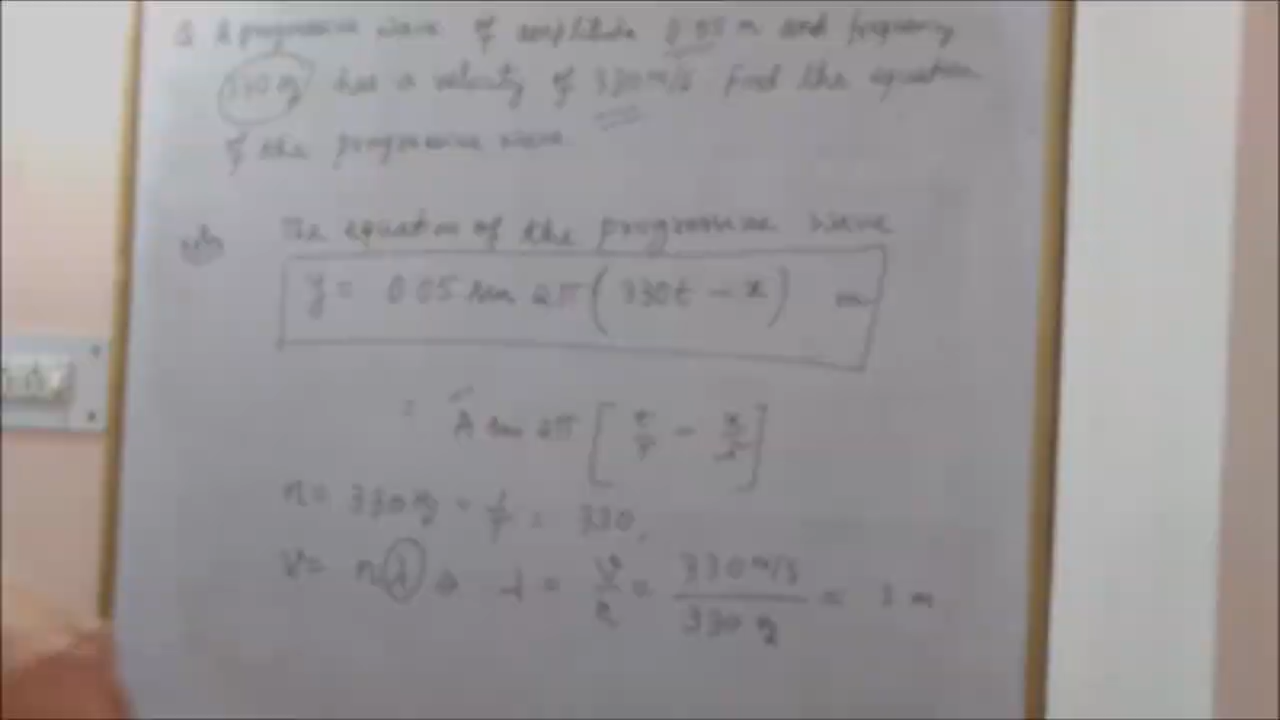 Q A progressive wave of amplitude 0.05 m and frequency
330 Hz has a velocity of 330 m/s find the equation
of the progressive wave.
The equation of the progressive wave
y = 0.05 sin 2π ( 330t - x ) m
= A sin 2π [ t/T - x/λ ]
n = 330 Hz = 1/T = 330,
v = nλ ⇒ λ = v/n = 330 m/s / 330 Hz = 1 m